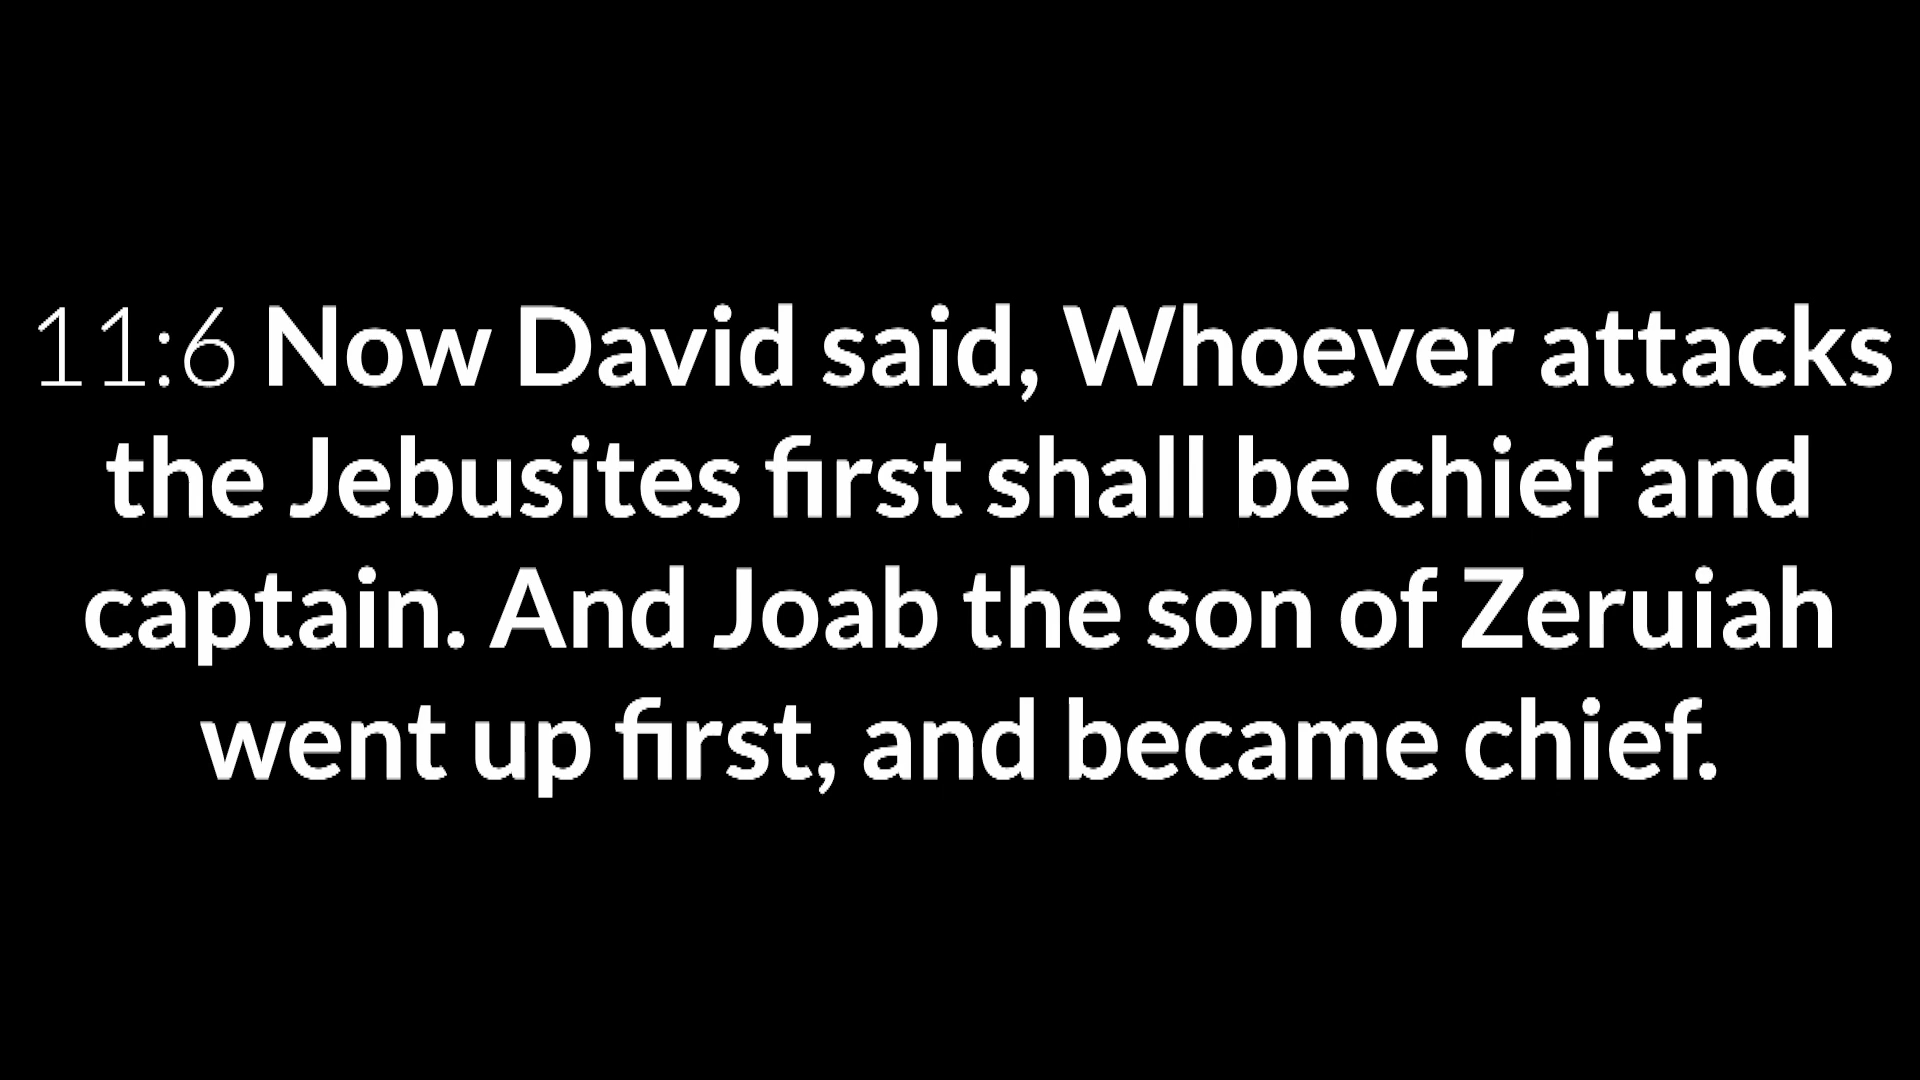 11:6 Now David said, Whoever attacks
the Jebusites first shall be chief and
captain. And Joab the son of Zeruiah
went up first, and became chief.